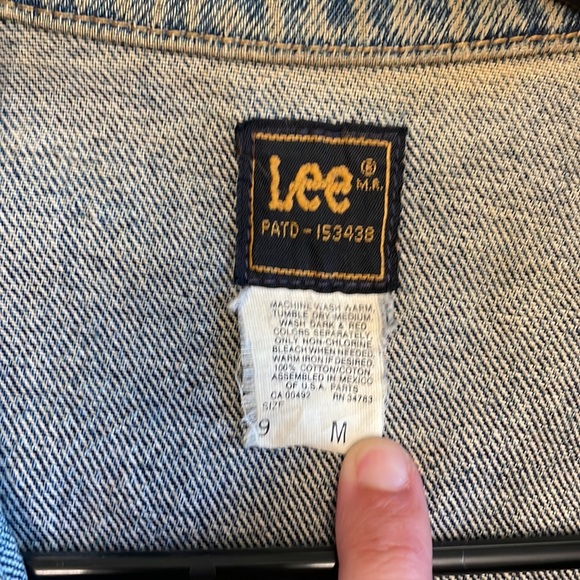 Lee®
M.R.
PATD-153438
MACHINE WASH WARM,
TUMBLE DRY MEDIUM,
WASH DARK & RED
COLORS SEPARATELY
ONLY NON-CHLORINE
BLEACH WHEN NEEDED
WARM IRON IF DESIRED
100% COTTON/COTON
ASSEMBLED IN MEXICO
OF U.S.A. PARTS
CA 00492 RN 34783
SIZE
9 M